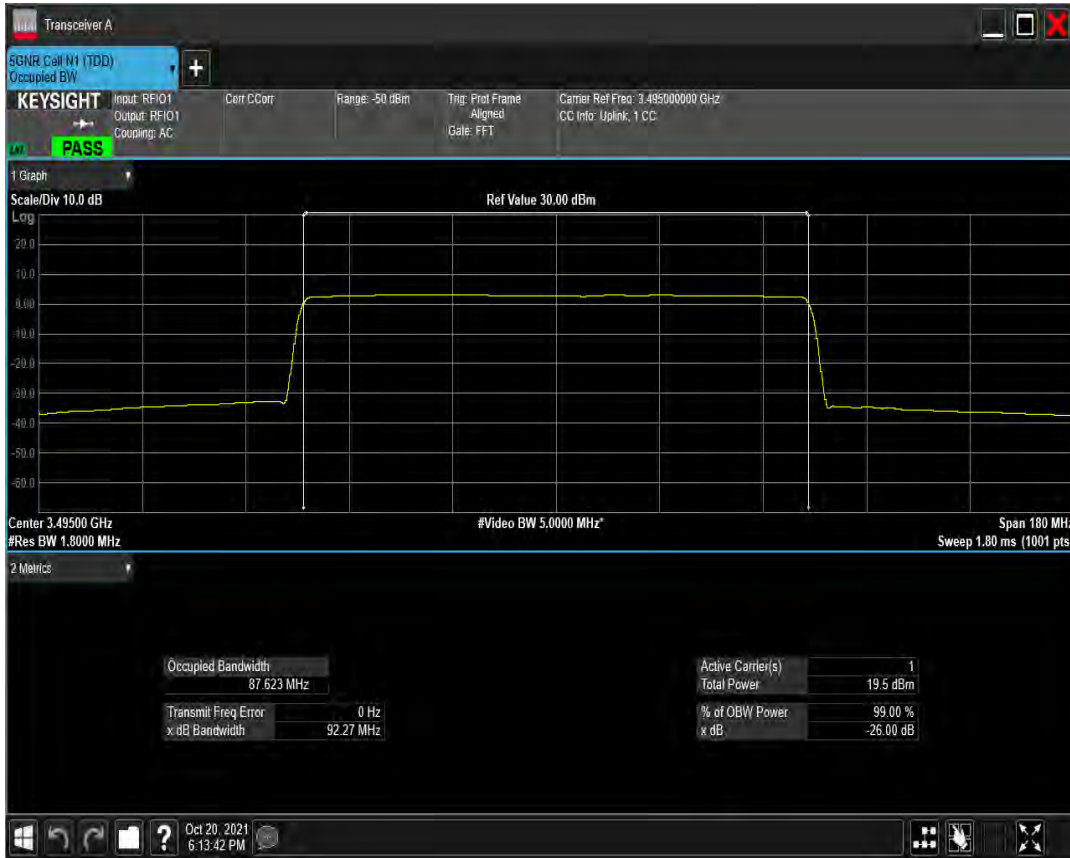 Transceiver A
5GNR Cell N1 (TDD)
Occupied BW
+
KEYSIGHT
PASS
Input: RFIO1
Output: RFIO1
Coupling: AC
Corr CCorr
Range: -50 dBm
Trig: Prot Frame
Aligned
Gate: FFT
Carrier Ref Freq: 3.495000000 GHz
CC Info: Uplink, 1 CC
1 Graph
Scale/Div 10.0 dB
Ref Value 30.00 dBm
Log
20.0
10.0
0.00
-10.0
-20.0
-30.0
-40.0
-50.0
-60.0
Center 3.49500 GHz
#Video BW 5.0000 MHz*
Span 180 MHz
#Res BW 1.8000 MHz
Sweep 1.80 ms (1001 pts
2 Metrics
Occupied Bandwidth
87.623 MHz
Transmit Freq Error 0 Hz
x dB Bandwidth 92.27 MHz
Active Carrier(s) 1
Total Power 19.5 dBm
% of OBW Power 99.00 %
x dB -26.00 dB
?
Oct 20, 2021
6:13:42 PM